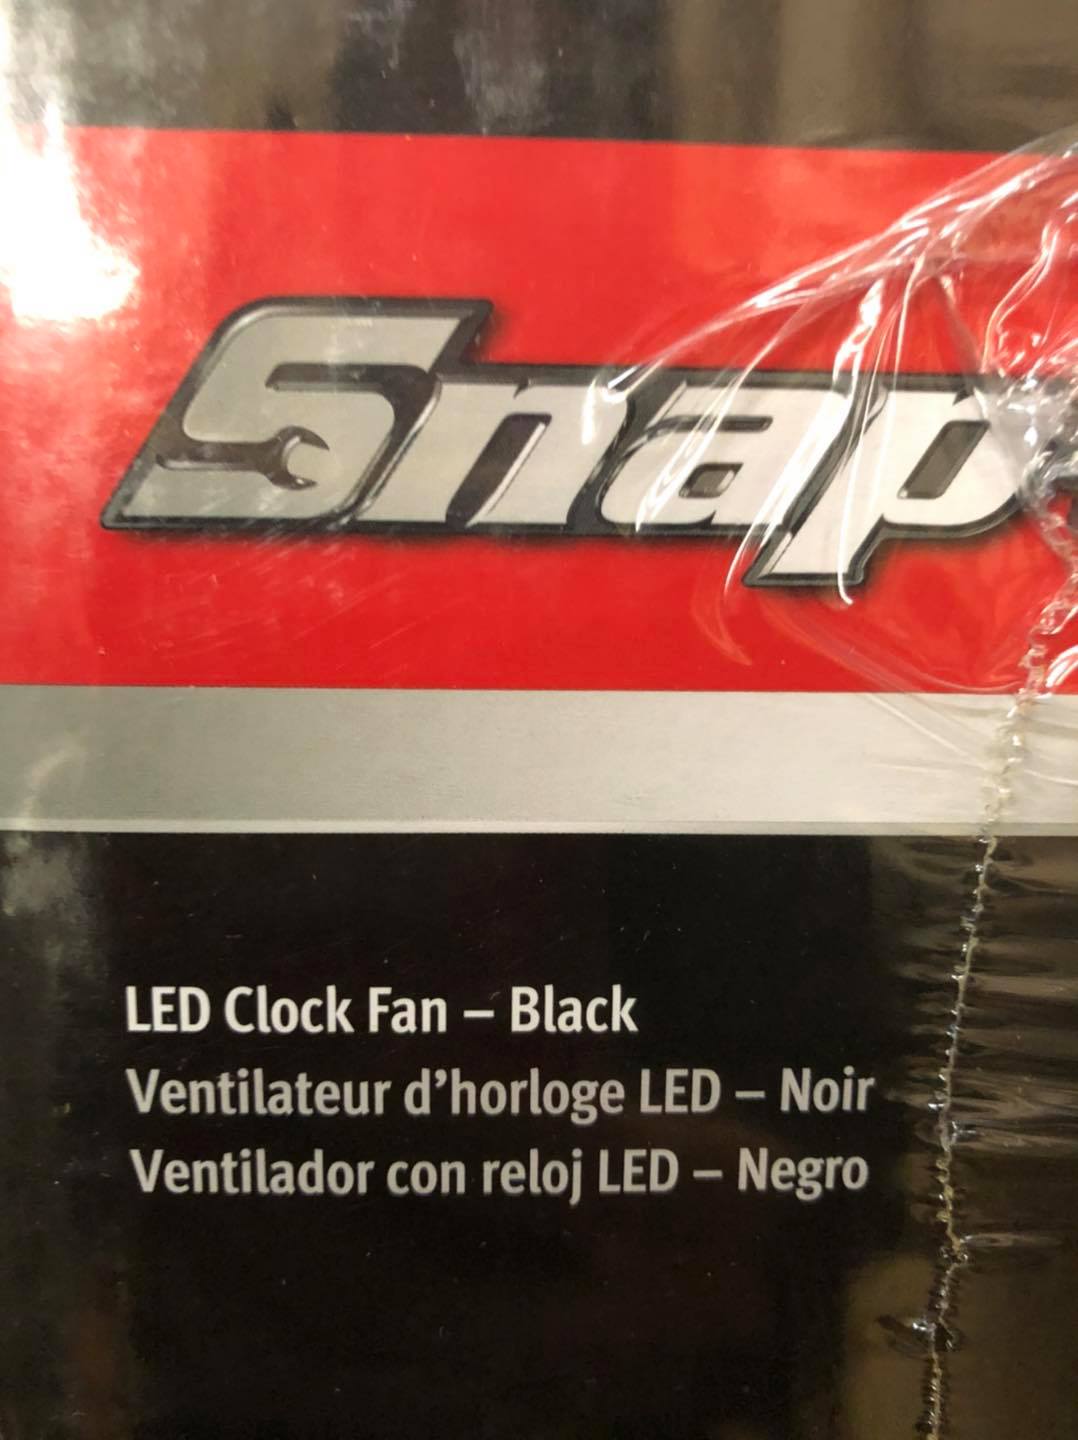 Snap-
LED Clock Fan – Black
Ventilateur d’horloge LED – Noir
Ventilador con reloj LED – Negro